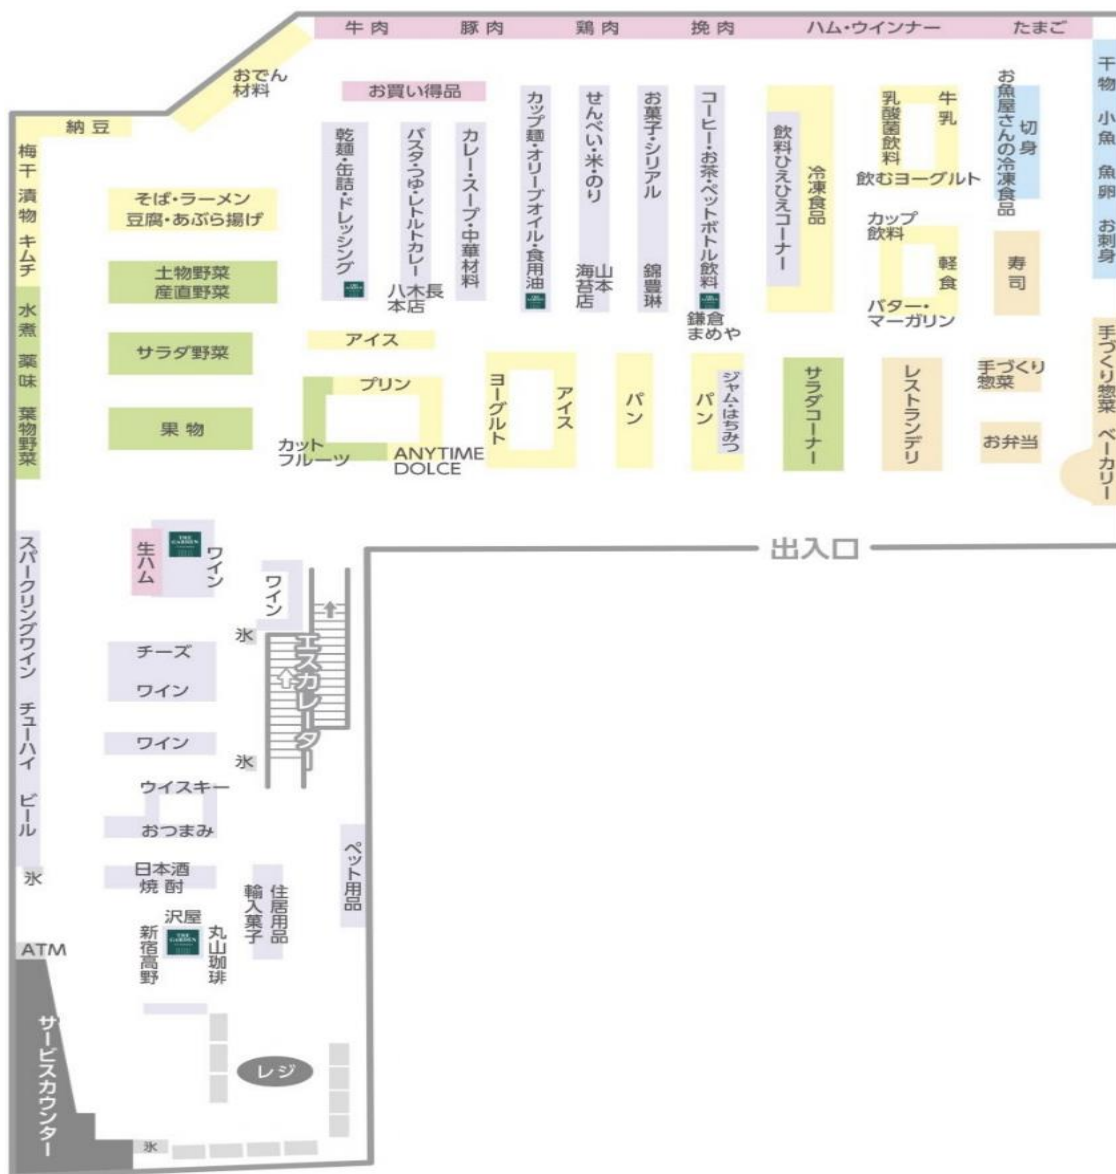 牛肉
豚肉
鶏肉
挽肉
ハム・ウインナー
たまご
干物
小魚
魚卵
お刺身
おでん
材料
お買い得品
納豆
梅干
漬物
キムチ
そば・ラーメン
豆腐・あぶら揚げ
乾麺・缶詰・ドレッシング
パスタ・つゆ・レトルトカレー
八木長
本店
カレー・スープ・中華材料
カップ麺・オリーブオイル・食用油
せんべい・米・のり
山本
海苔店
お菓子・シリアル
錦豊琳
コーヒー・お茶・ペットボトル飲料
鎌倉
まめや
飲料ひえひえコーナー
冷凍食品
牛乳
乳酸菌飲料
飲むヨーグルト
カップ
飲料
軽食
バター・
マーガリン
切身
お魚屋さんの冷凍食品
寿司
土物野菜
産直野菜
水煮
薬味
葉物野菜
サラダ野菜
果物
アイス
プリン
カット
フルーツ
ANYTIME
DOLCE
ヨーグルト
アイス
パン
パン
ジャム・はちみつ
サラダコーナー
レストランデリ
手づくり
惣菜
お弁当
手づくり惣菜
ベーカリー
出入口
スパークリングワイン
チューハイ
ビール
氷
生ハム
THE
GARDEN
ワイン
ワイン
氷
エスカレーター
チーズ
ワイン
ワイン
氷
ウイスキー
おつまみ
日本酒
焼酎
ペット用品
住居用品
輸入菓子
沢屋
新宿高野
THE
GARDEN
丸山珈琲
ATM
サービスカウンター
レジ
氷